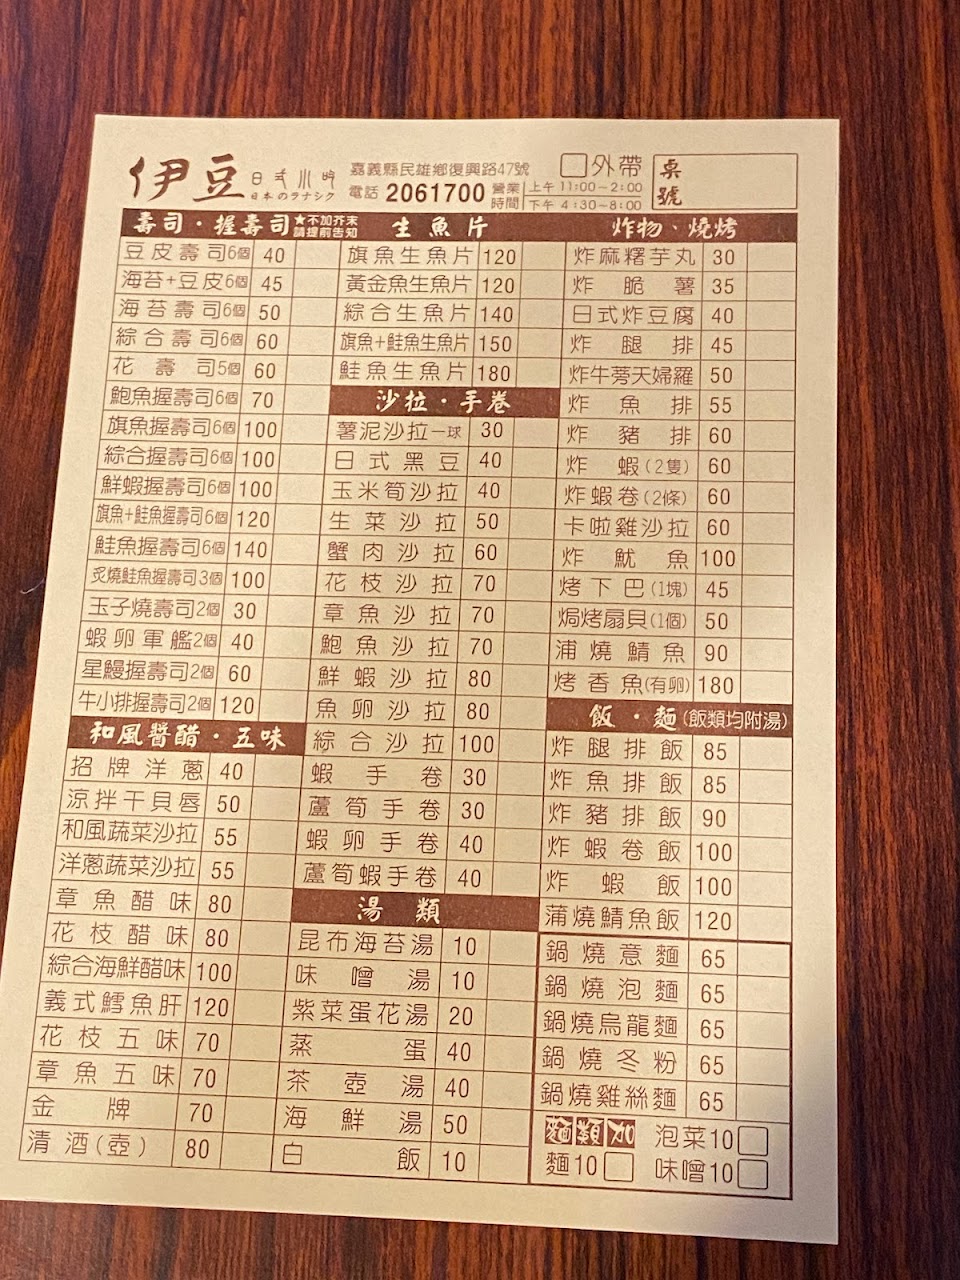 伊豆 日式小吃
日本のラナシク
嘉義縣民雄鄉復興路47號
電話 2061700
營業時間 上午11:00~2:00
下午 4:30~8:00
□外帶
桌號
壽司・握壽司 ★不加芥末請提前告知
豆皮壽司6個 40
海苔+豆皮6個 45
海苔壽司6個 50
綜合壽司6個 60
花壽司5個 60
鮑魚握壽司6個 70
旗魚握壽司6個 100
綜合握壽司6個 100
鮮蝦握壽司6個 100
旗魚+鮭魚握壽司6個 120
鮭魚握壽司6個 140
炙燒鮭魚握壽司3個 100
玉子燒壽司2個 30
蝦卵軍艦2個 40
星鰻握壽司2個 60
牛小排握壽司2個 120
和風醬醋・五味
招牌洋蔥 40
涼拌干貝唇 50
和風蔬菜沙拉 55
洋蔥蔬菜沙拉 55
章魚醋味 80
花枝醋味 80
綜合海鮮醋味 100
義式鱈魚肝 120
花枝五味 70
章魚五味 70
金牌 70
清酒(壺) 80
生魚片
旗魚生魚片 120
黃金魚生魚片 120
綜合生魚片 140
旗魚+鮭魚生魚片 150
鮭魚生魚片 180
沙拉・手卷
薯泥沙拉一球 30
日式黑豆 40
玉米筍沙拉 40
生菜沙拉 50
蟹肉沙拉 60
花枝沙拉 70
章魚沙拉 70
鮑魚沙拉 70
鮮蝦沙拉 80
魚卵沙拉 80
綜合沙拉 100
蝦手卷 30
蘆筍手卷 30
蝦卵手卷 40
蘆筍蝦手卷 40
湯類
昆布海苔湯 10
味噌湯 10
紫菜蛋花湯 20
蒸蛋 40
茶壺湯 40
海鮮湯 50
白飯 10
炸物、燒烤
炸麻糬芋丸 30
炸脆薯 35
日式炸豆腐 40
炸腿排 45
炸牛蒡天婦羅 50
炸魚排 55
炸豬排 60
炸蝦(2隻) 60
炸蝦卷(2條) 60
卡啦雞沙拉 60
炸魷魚 100
烤下巴(1塊) 45
焗烤扇貝(1個) 50
浦燒鯖魚 90
烤香魚(有卵) 180
飯・麵(飯類均附湯)
炸腿排飯 85
炸魚排飯 85
炸豬排飯 90
炸蝦卷飯 100
炸蝦飯 100
蒲燒鯖魚飯 120
鍋燒意麵 65
鍋燒泡麵 65
鍋燒烏龍麵 65
鍋燒冬粉 65
鍋燒雞絲麵 65
麵類加 泡菜10□
麵10□ 味噌10□